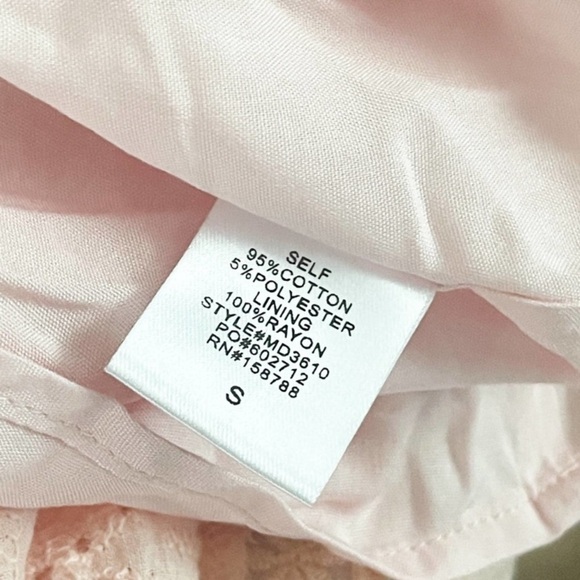 SELF
95%COTTON
5%POLYESTER
LINING
100%RAYON
STYLE#MD3610
PO#602712
RN#158788
S